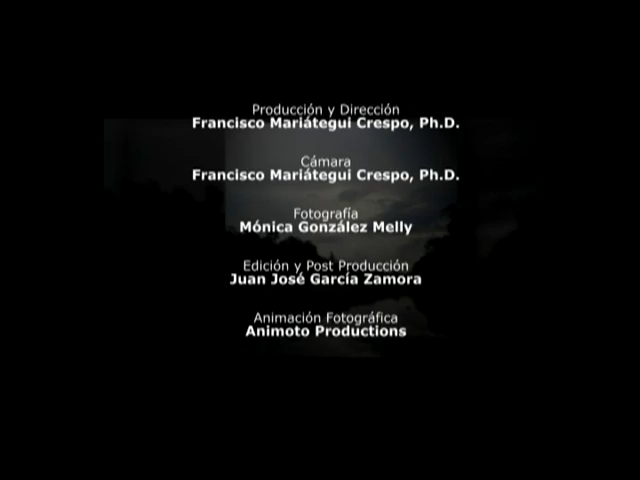 Producción y Dirección
Francisco Mariátegui Crespo, Ph.D.
Cámara
Francisco Mariátegui Crespo, Ph.D.
Fotografía
Mónica González Melly
Edición y Post Producción
Juan José García Zamora
Animación Fotográfica
Animoto Productions